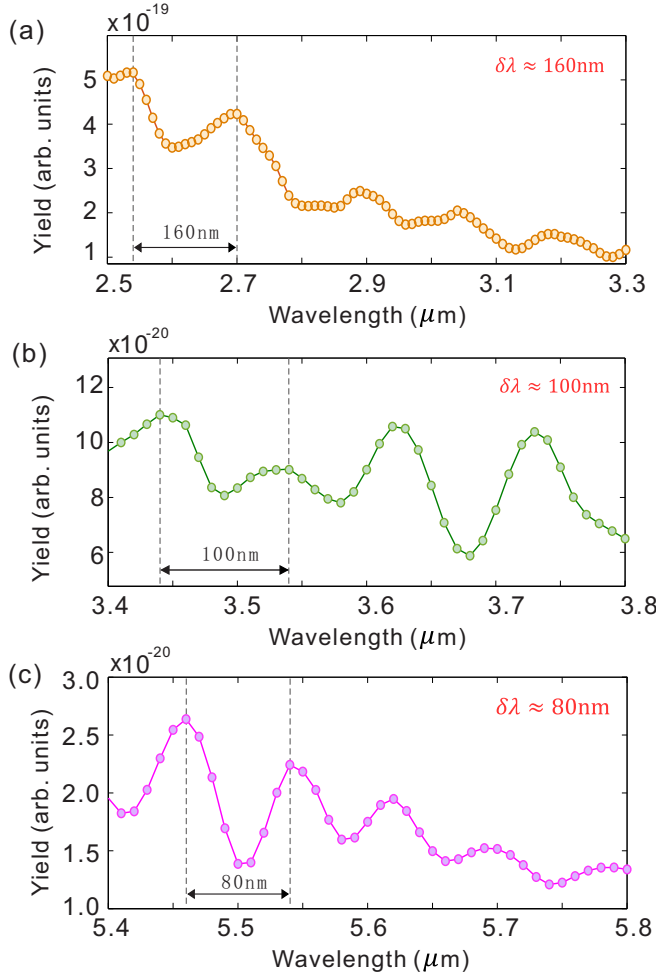 (a)
x10⁻¹⁹
δλ ≈ 160nm
Yield (arb. units)
5
4
3
2
1
160nm
2.5 2.7 2.9 3.1 3.3
Wavelength (μm)
(b)
x10⁻²⁰
δλ ≈ 100nm
Yield (arb. units)
12
10
8
6
100nm
3.4 3.5 3.6 3.7 3.8
Wavelength (μm)
(c)
x10⁻²⁰
δλ ≈ 80nm
Yield (arb. units)
3.0
2.5
2.0
1.5
1.0
80nm
5.4 5.5 5.6 5.7 5.8
Wavelength (μm)